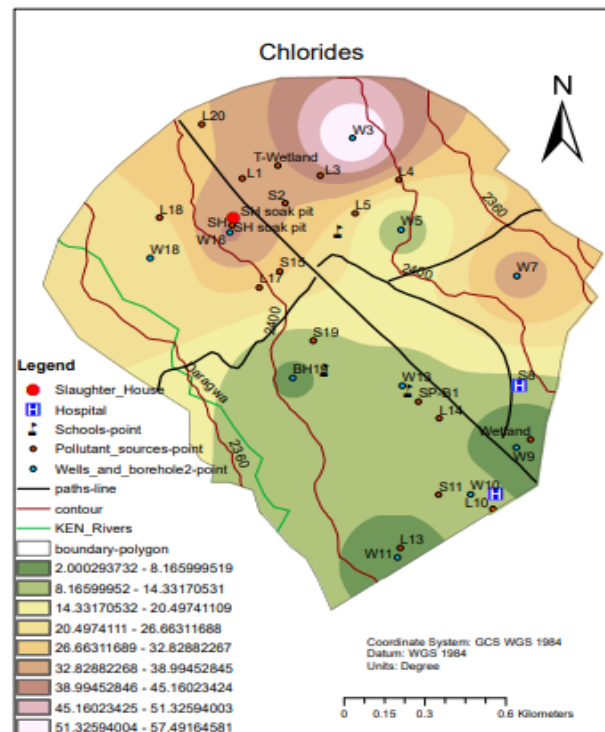 Chlorides
N
L20
W3
T-Wetland
L1
L3
L4
S2
L18
SH soak pit
L5
SH
SH soak pit
W5
W16
2360
W18
S15
2400
W7
L17
2400
S19
Legend
Slaughter_House
H Hospital
Schools-point
Pollutant_sources-point
Wells_and_borehole2-point
paths-line
contour
KEN_Rivers
boundary-polygon
2.000293732 - 8.165999519
8.16599952 - 14.33170531
14.33170532 - 20.49741109
20.4974111 - 26.66311688
26.66311689 - 32.82882267
32.82882268 - 38.99452845
38.99452846 - 45.16023424
45.16023425 - 51.32594003
51.32594004 - 57.49164581
Daragwa
BH19
W13
S8
H
SP-B1
L14
Wetland
2360
W9
S11
W10
H
L10
L13
W11
Coordinate System: GCS WGS 1984
Datum: WGS 1984
Units: Degree
0 0.15 0.3 0.6 Kilometers